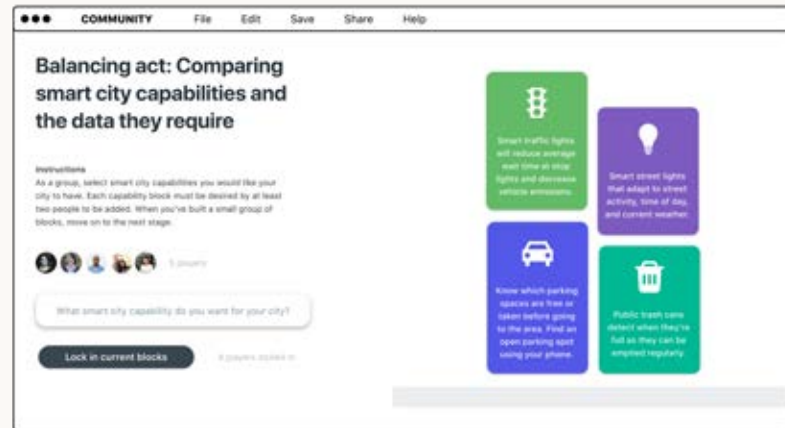 COMMUNITY File Edit Save Share Help
Balancing act: Comparing
smart city capabilities and
the data they require
Instructions
As a group, select smart city capabilities you would like your
city to have. Each capability block must be desired by at least
two people to be added. When you've built a small group of
blocks, move on to the next stage.
5 players
What smart city capability do you want for your city?
Lock in current blocks
players locked in
Smart traffic lights
will reduce average
wait time at stop
lights and decrease
vehicle emissions.
Smart street lights
that adapt to street
activity, time of day,
and current weather.
Know which parking
spaces are free or
taken before going
to the area. Find an
open parking spot
using your phone.
Public trash cans
detect when they're
full so they can be
emptied regularly.